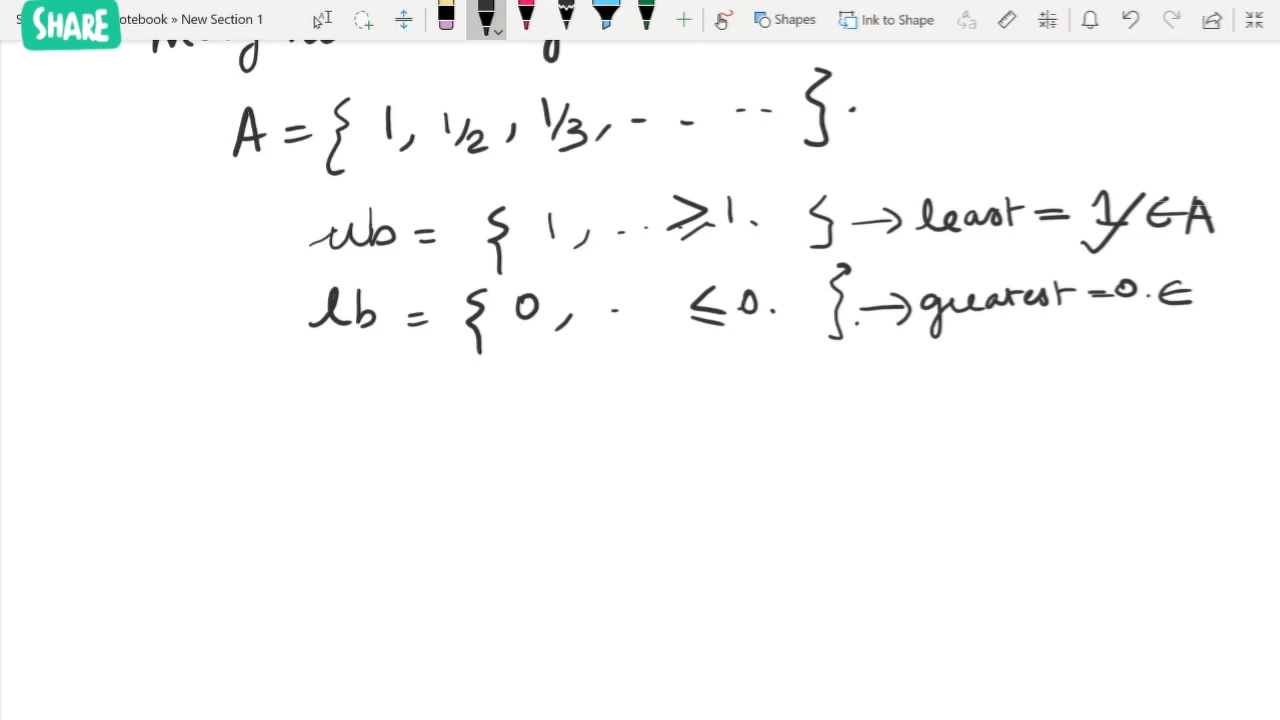 SHARE
otebook » New Section 1
Shapes
Ink to Shape
A = { 1, 1/2, 1/3, - - -- }.
ub = { 1, .. ≥ 1. } → least = 1 ∈ A
lb = { 0, . ≤ 0. }. → greatest = 0. ∈